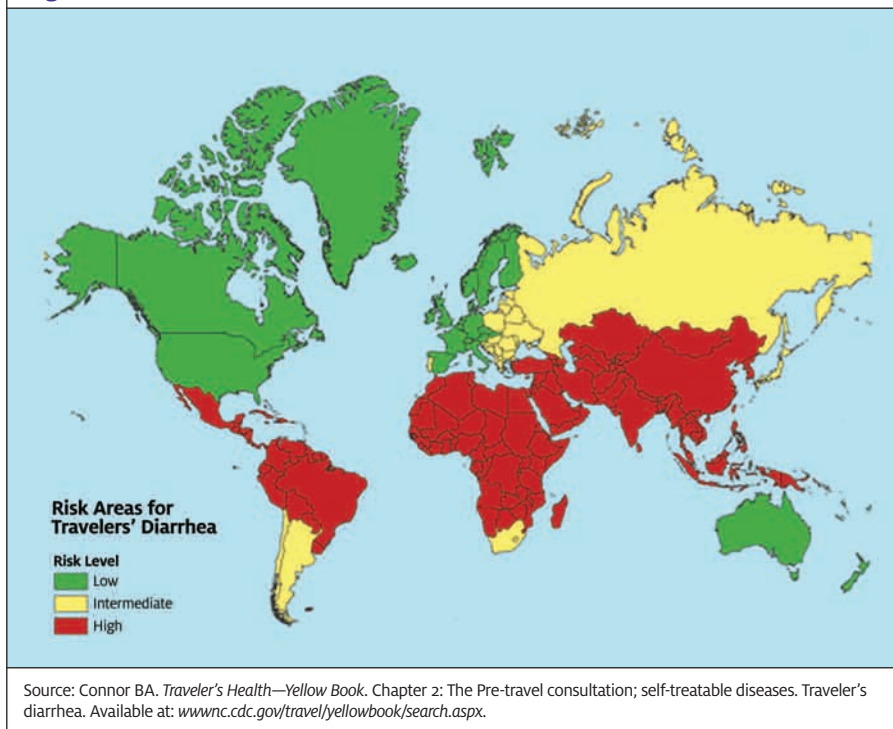 Risk Areas for
Travelers' Diarrhea
Risk Level
Low
Intermediate
High
Source: Connor BA. Traveler's Health—Yellow Book. Chapter 2: The Pre-travel consultation; self-treatable diseases. Traveler's
diarrhea. Available at: wwwnc.cdc.gov/travel/yellowbook/search.aspx.